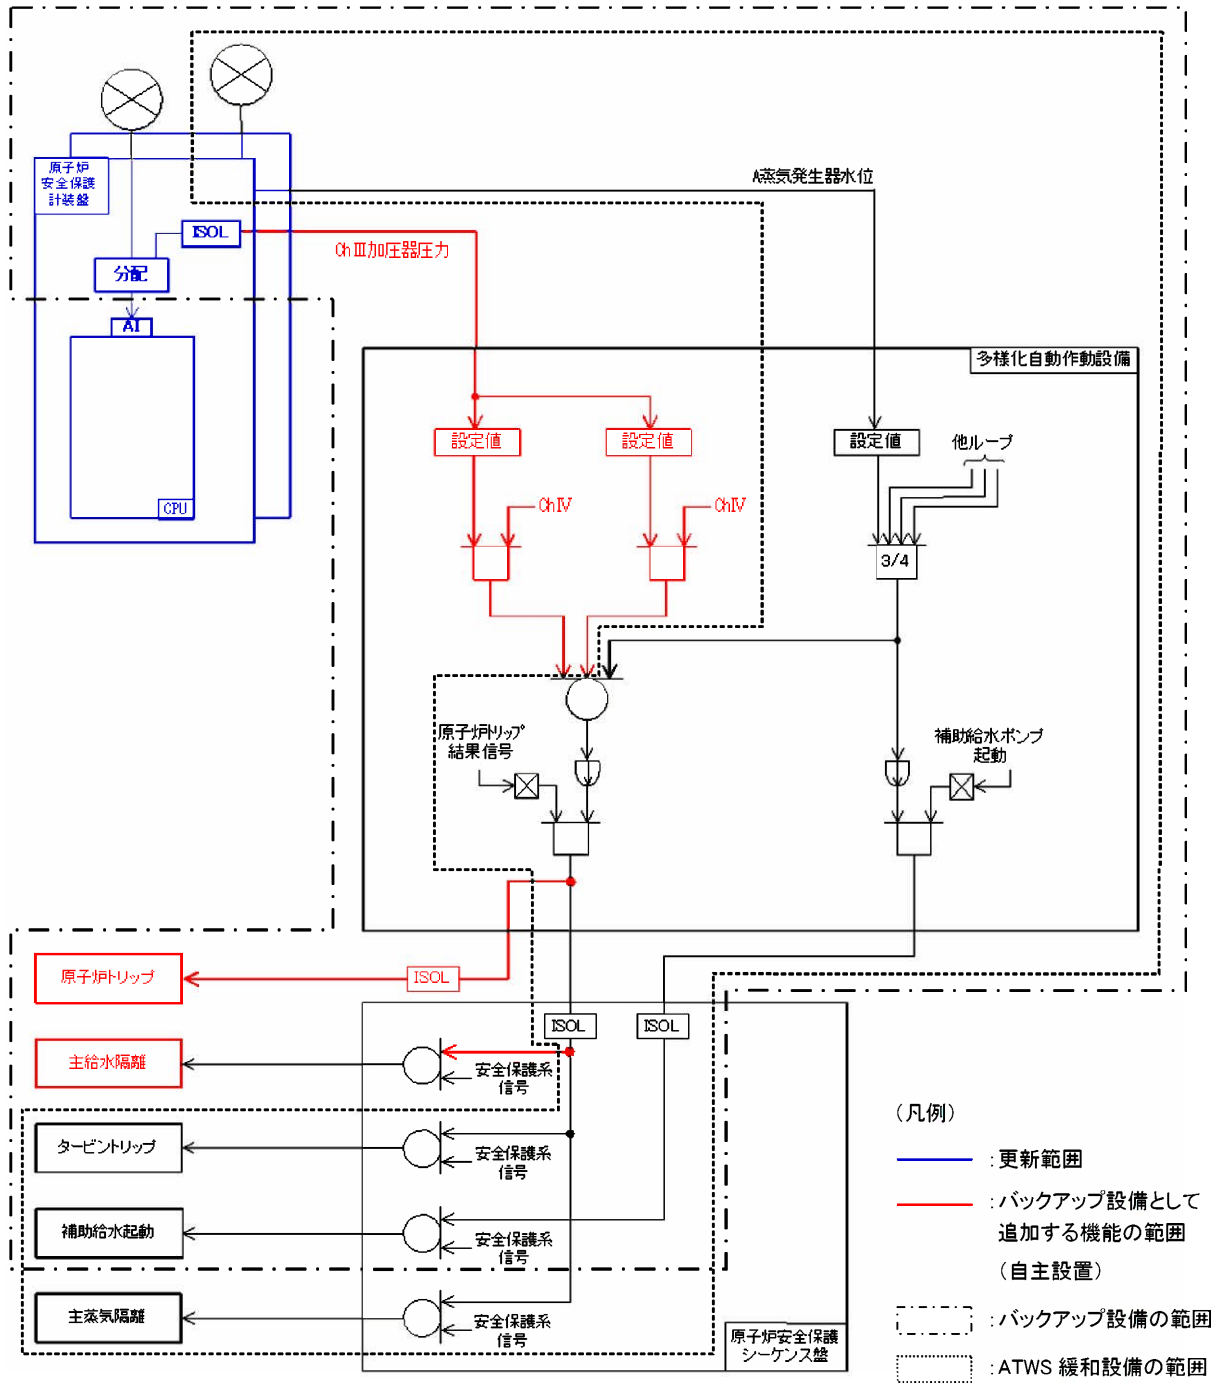 原子炉
安全保護
計装盤
ISOL
分配
AI
CPU
A蒸気発生器水位
ChⅢ加圧器圧力
多様化自動作動設備
設定値
設定値
設定値
他ループ
ChⅣ
ChⅣ
3/4
原子炉トリップ
結果信号
補助給水ポンプ
起動
原子炉トリップ
ISOL
ISOL
ISOL
主給水隔離
安全保護系
信号
タービントリップ
安全保護系
信号
補助給水起動
安全保護系
信号
主蒸気隔離
安全保護系
信号
原子炉安全保護
シーケンス盤
（凡例）
：更新範囲
：バックアップ設備として
追加する機能の範囲
（自主設置）
：バックアップ設備の範囲
：ATWS 緩和設備の範囲